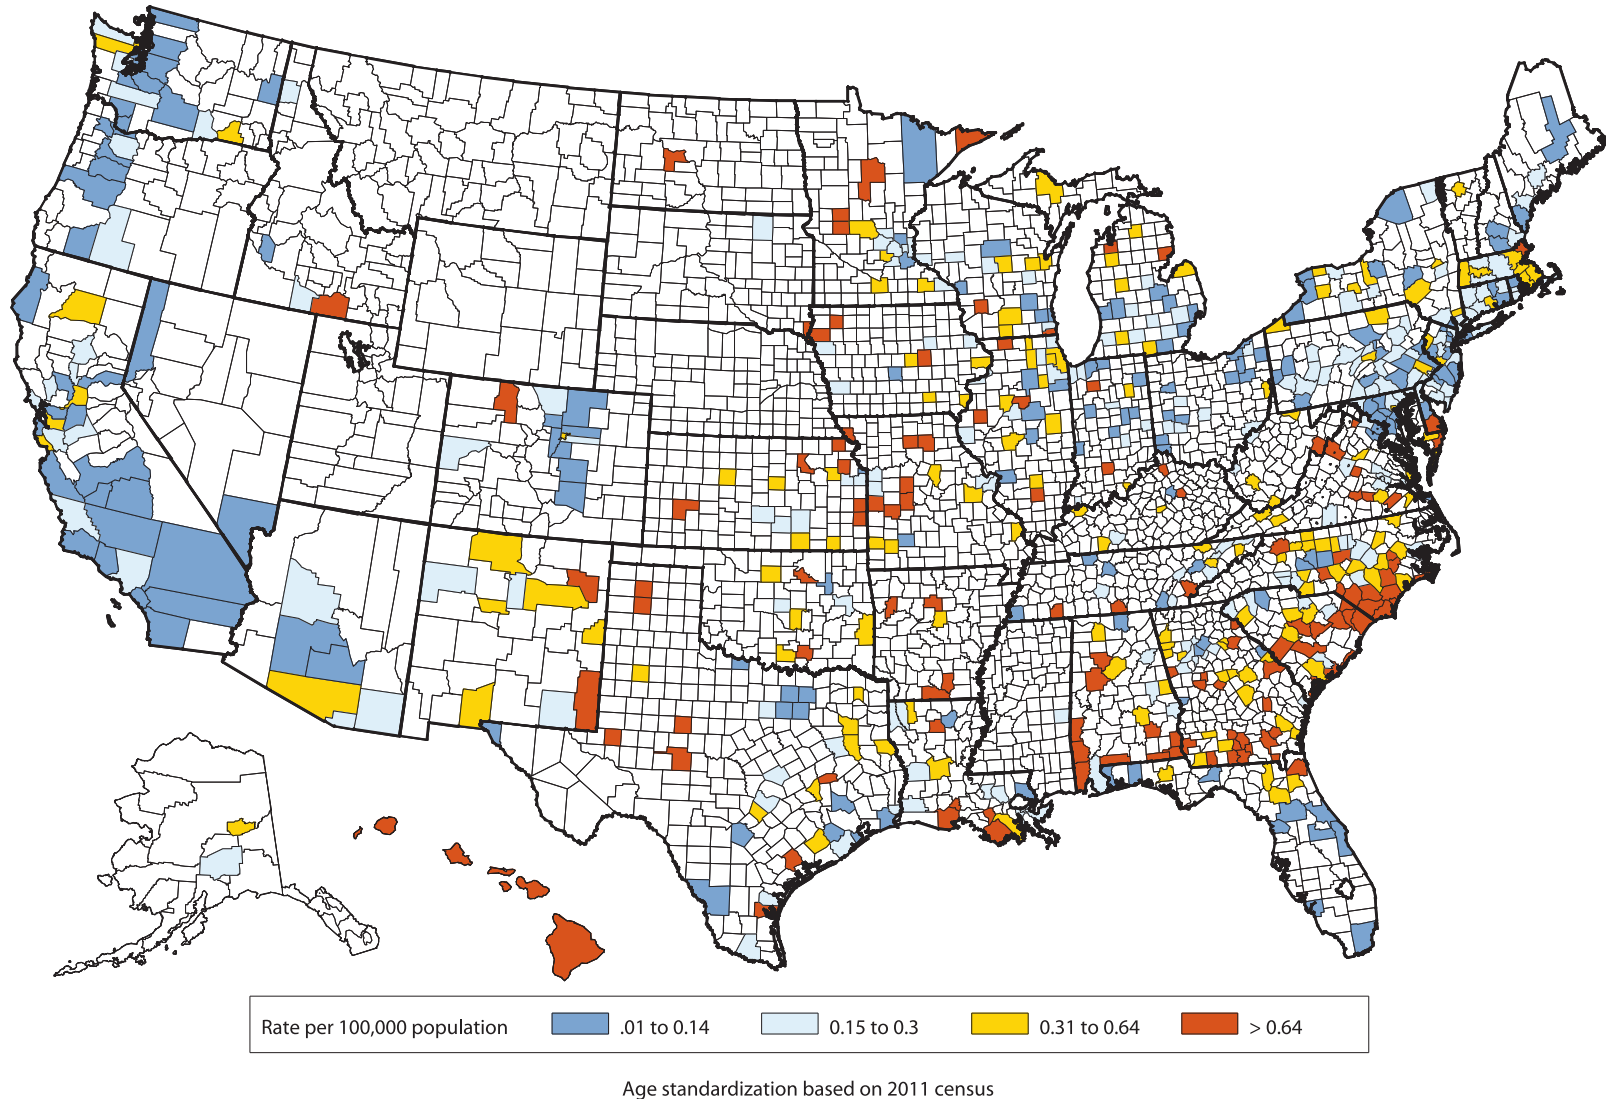 Rate per 100,000 population .01 to 0.14 0.15 to 0.3 0.31 to 0.64 > 0.64
Age standardization based on 2011 census